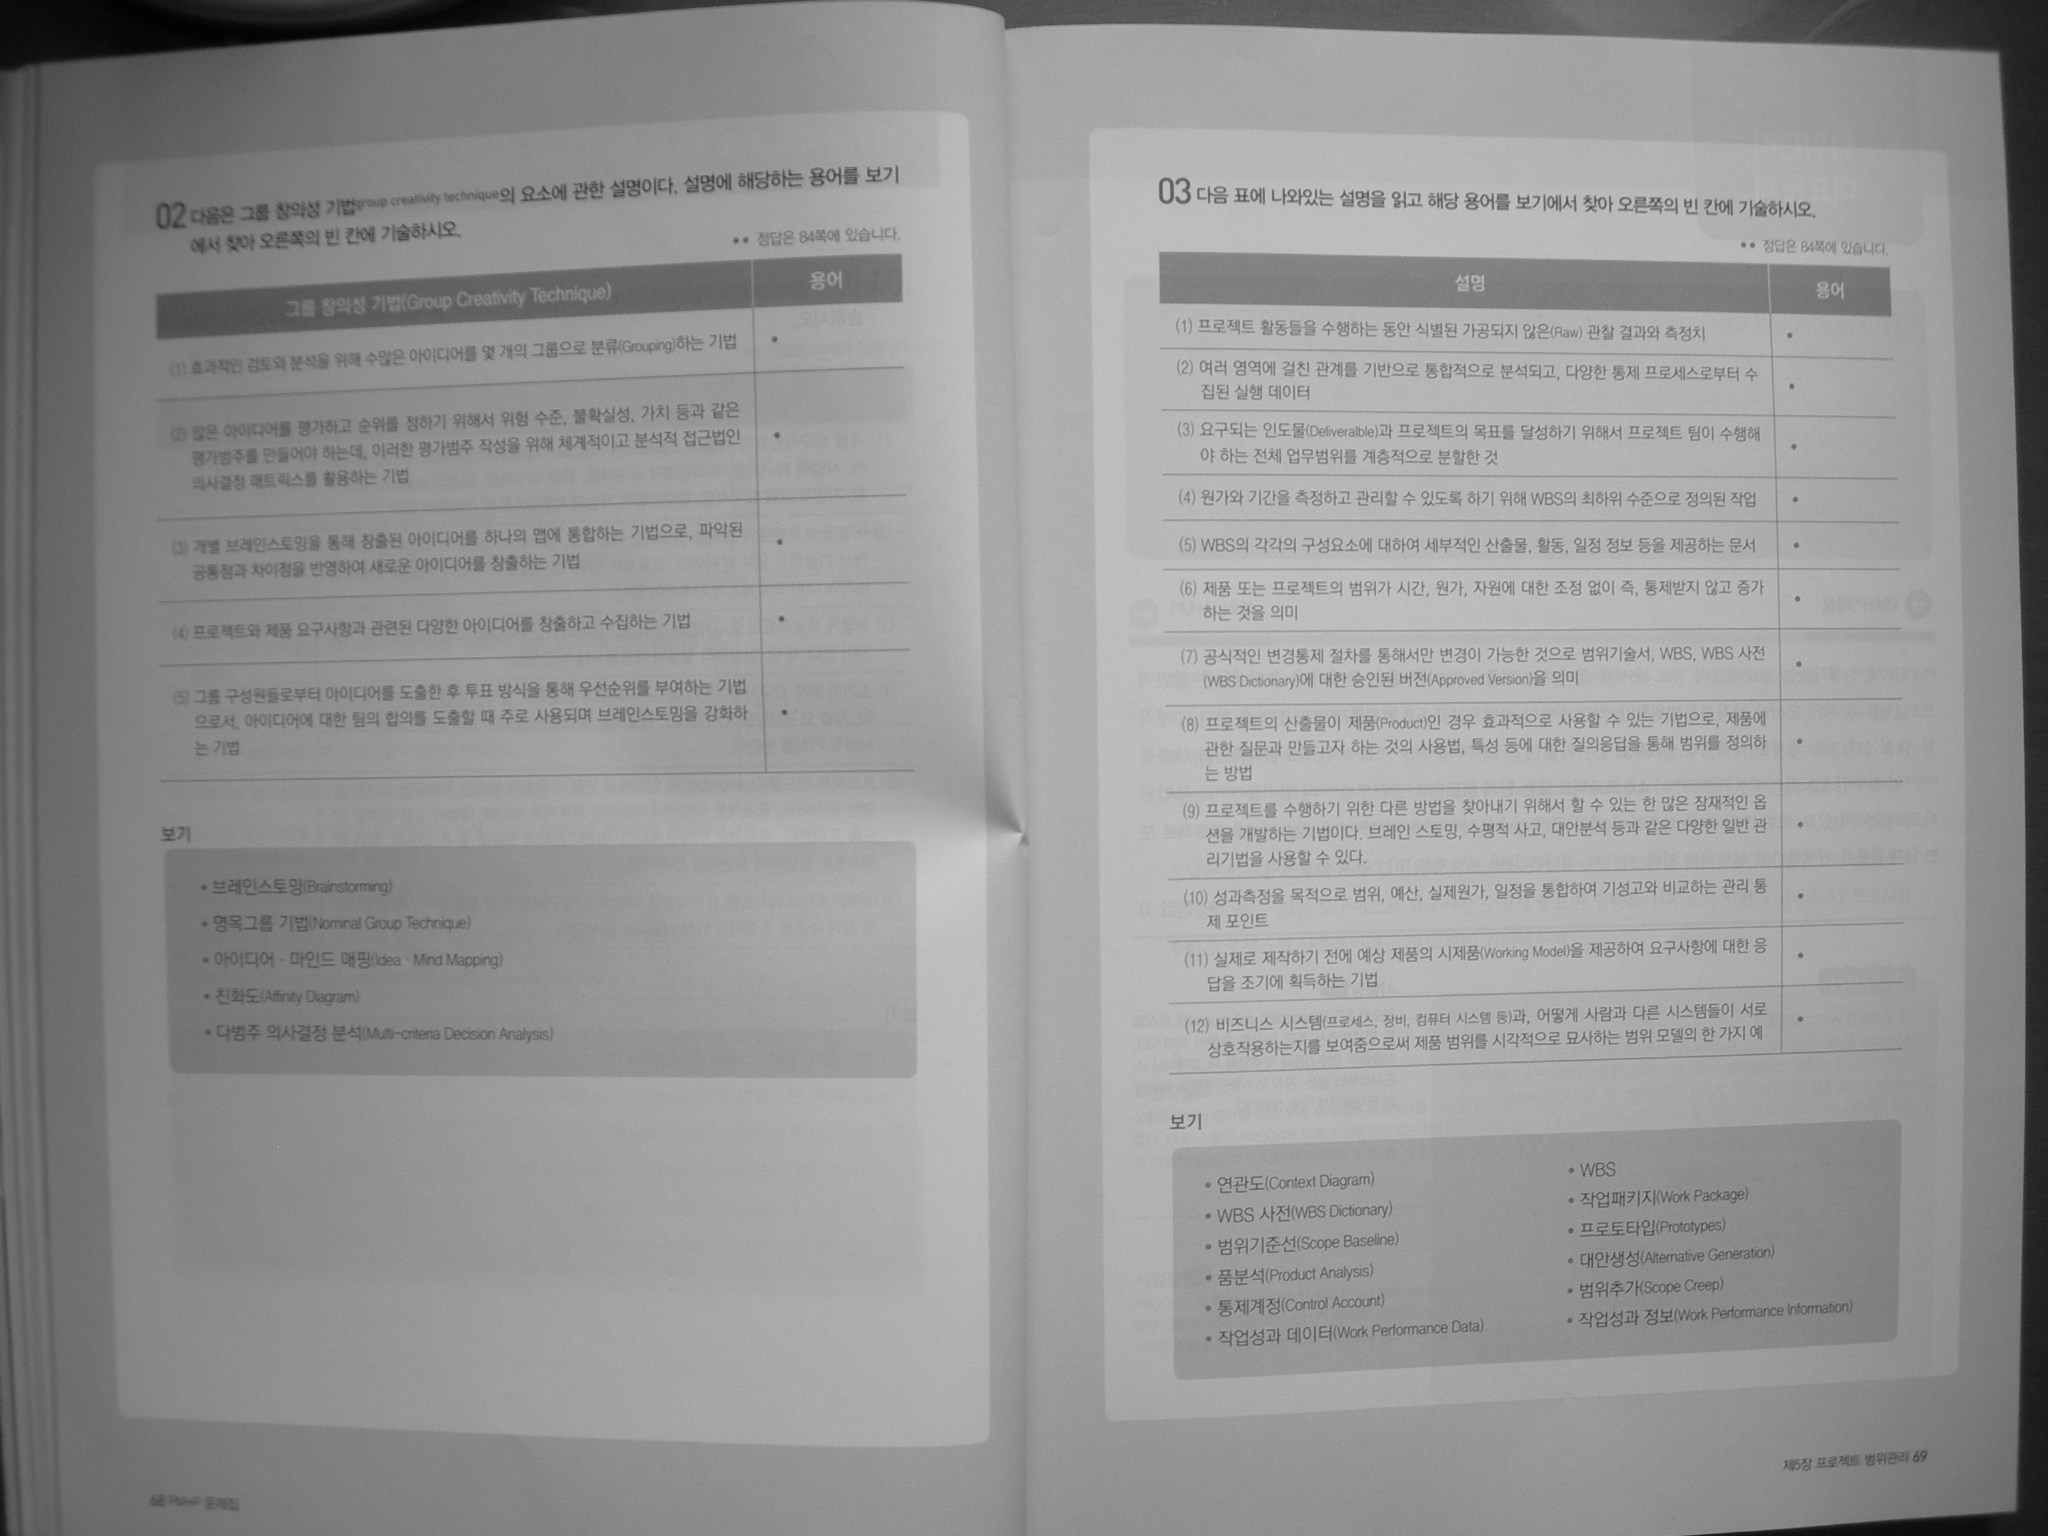 02 다음은 그룹 창의성 기법group creativity technique의 요소에 관한 설명이다. 설명에 해당하는 용어를 보기
에서 찾아 오른쪽의 빈 칸에 기술하시오.
•• 정답은 84쪽에 있습니다.
그룹 창의성 기법(Group Creativity Technique)
용어
(1) 효과적인 검토와 분석을 위해 수많은 아이디어를 몇 개의 그룹으로 분류(Grouping)하는 기법
•
(2) 많은 아이디어를 평가하고 순위를 정하기 위해서 위험 수준, 불확실성, 가치 등과 같은
평가범주를 만들어야 하는데, 이러한 평가범주 작성을 위해 체계적이고 분석적 접근법인
의사결정 매트릭스를 활용하는 기법
•
(3) 개별 브레인스토밍을 통해 창출된 아이디어를 하나의 맵에 통합하는 기법으로, 파악된
공통점과 차이점을 반영하여 새로운 아이디어를 창출하는 기법
•
(4) 프로젝트와 제품 요구사항과 관련된 다양한 아이디어를 창출하고 수집하는 기법
•
(5) 그룹 구성원들로부터 아이디어를 도출한 후 투표 방식을 통해 우선순위를 부여하는 기법
으로서, 아이디어에 대한 팀의 합의를 도출할 때 주로 사용되며 브레인스토밍을 강화하
는 기법
•
보기
• 브레인스토밍(Brainstorming)
• 명목그룹 기법(Nominal Group Technique)
• 아이디어 · 마인드 매핑(Idea · Mind Mapping)
• 친화도(Affinity Diagram)
• 다범주 의사결정 분석(Multi-criteria Decision Analysis)
68 PM+P 문제집
03 다음 표에 나와있는 설명을 읽고 해당 용어를 보기에서 찾아 오른쪽의 빈 칸에 기술하시오.
•• 정답은 84쪽에 있습니다.
설명
용어
(1) 프로젝트 활동들을 수행하는 동안 식별된 가공되지 않은(Raw) 관찰 결과와 측정치
•
(2) 여러 영역에 걸친 관계를 기반으로 통합적으로 분석되고, 다양한 통제 프로세스로부터 수
집된 실행 데이터
•
(3) 요구되는 인도물(Deliveralble)과 프로젝트의 목표를 달성하기 위해서 프로젝트 팀이 수행해
야 하는 전체 업무범위를 계층적으로 분할한 것
•
(4) 원가와 기간을 측정하고 관리할 수 있도록 하기 위해 WBS의 최하위 수준으로 정의된 작업
•
(5) WBS의 각각의 구성요소에 대하여 세부적인 산출물, 활동, 일정 정보 등을 제공하는 문서
•
(6) 제품 또는 프로젝트의 범위가 시간, 원가, 자원에 대한 조정 없이 즉, 통제받지 않고 증가
하는 것을 의미
•
(7) 공식적인 변경통제 절차를 통해서만 변경이 가능한 것으로 범위기술서, WBS, WBS 사전
(WBS Dictionary)에 대한 승인된 버전(Approved Version)을 의미
•
(8) 프로젝트의 산출물이 제품(Product)인 경우 효과적으로 사용할 수 있는 기법으로, 제품에
관한 질문과 만들고자 하는 것의 사용법, 특성 등에 대한 질의응답을 통해 범위를 정의하
는 방법
•
(9) 프로젝트를 수행하기 위한 다른 방법을 찾아내기 위해서 할 수 있는 한 많은 잠재적인 옵
션을 개발하는 기법이다. 브레인 스토밍, 수평적 사고, 대안분석 등과 같은 다양한 일반 관
리기법을 사용할 수 있다.
•
(10) 성과측정을 목적으로 범위, 예산, 실제원가, 일정을 통합하여 기성고와 비교하는 관리 통
제 포인트
•
(11) 실제로 제작하기 전에 예상 제품의 시제품(Working Model)을 제공하여 요구사항에 대한 응
답을 조기에 획득하는 기법
•
(12) 비즈니스 시스템(프로세스, 장비, 컴퓨터 시스템 등)과, 어떻게 사람과 다른 시스템들이 서로
상호작용하는지를 보여줌으로써 제품 범위를 시각적으로 묘사하는 범위 모델의 한 가지 예
•
보기
• 연관도(Context Diagram)
• WBS 사전(WBS Dictionary)
• 범위기준선(Scope Baseline)
• 품분석(Product Analysis)
• 통제계정(Control Account)
• 작업성과 데이터(Work Performance Data)
• WBS
• 작업패키지(Work Package)
• 프로토타입(Prototypes)
• 대안생성(Alternative Generation)
• 범위추가(Scope Creep)
• 작업성과 정보(Work Performance Information)
제5장 프로젝트 범위관리 69